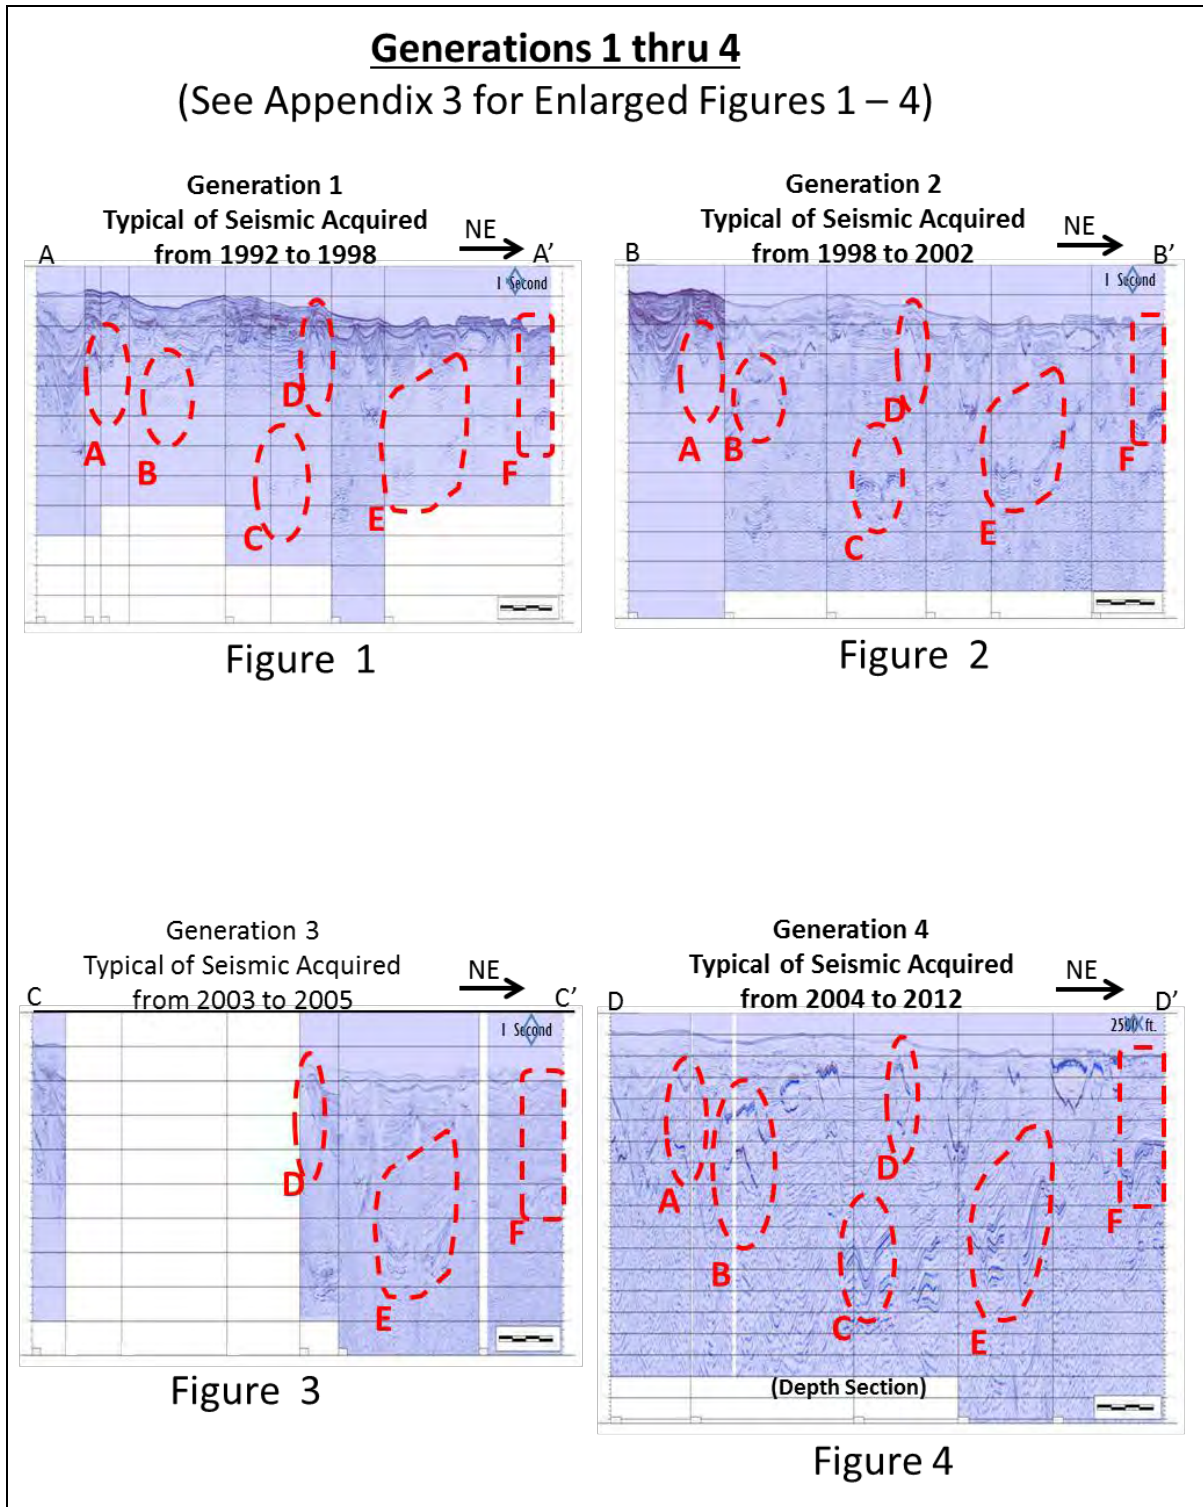 Generations 1 thru 4
(See Appendix 3 for Enlarged Figures 1 – 4)
Generation 1
Typical of Seismic Acquired
from 1992 to 1998
NE
A
A’
1 Second
A
B
C
D
E
F
Figure 1
Generation 2
Typical of Seismic Acquired
from 1998 to 2002
NE
B
B’
1 Second
A
B
C
D
E
F
Figure 2
Generation 3
Typical of Seismic Acquired
from 2003 to 2005
NE
C
C’
1 Second
D
E
F
Figure 3
Generation 4
Typical of Seismic Acquired
from 2004 to 2012
NE
D
D’
ft.
A
B
C
D
E
F
(Depth Section)
Figure 4